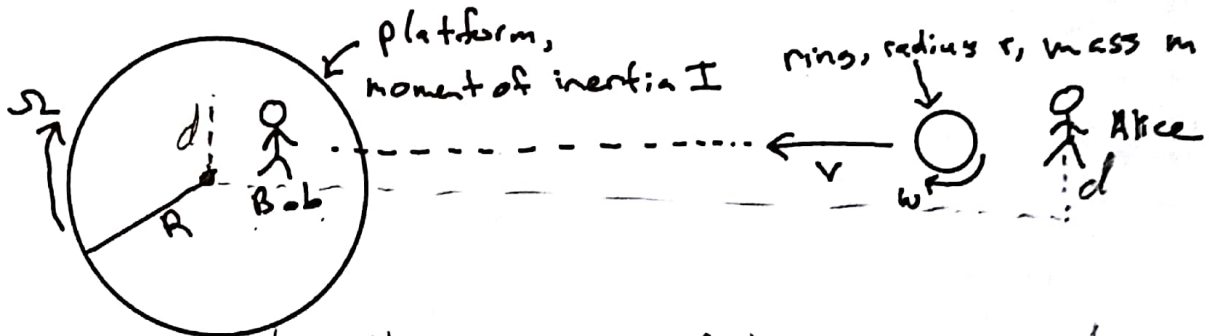 platform,
moment of inertia I
ring, radius r, mass m
Ω
d
Bob
R
v
ω
Alice
d